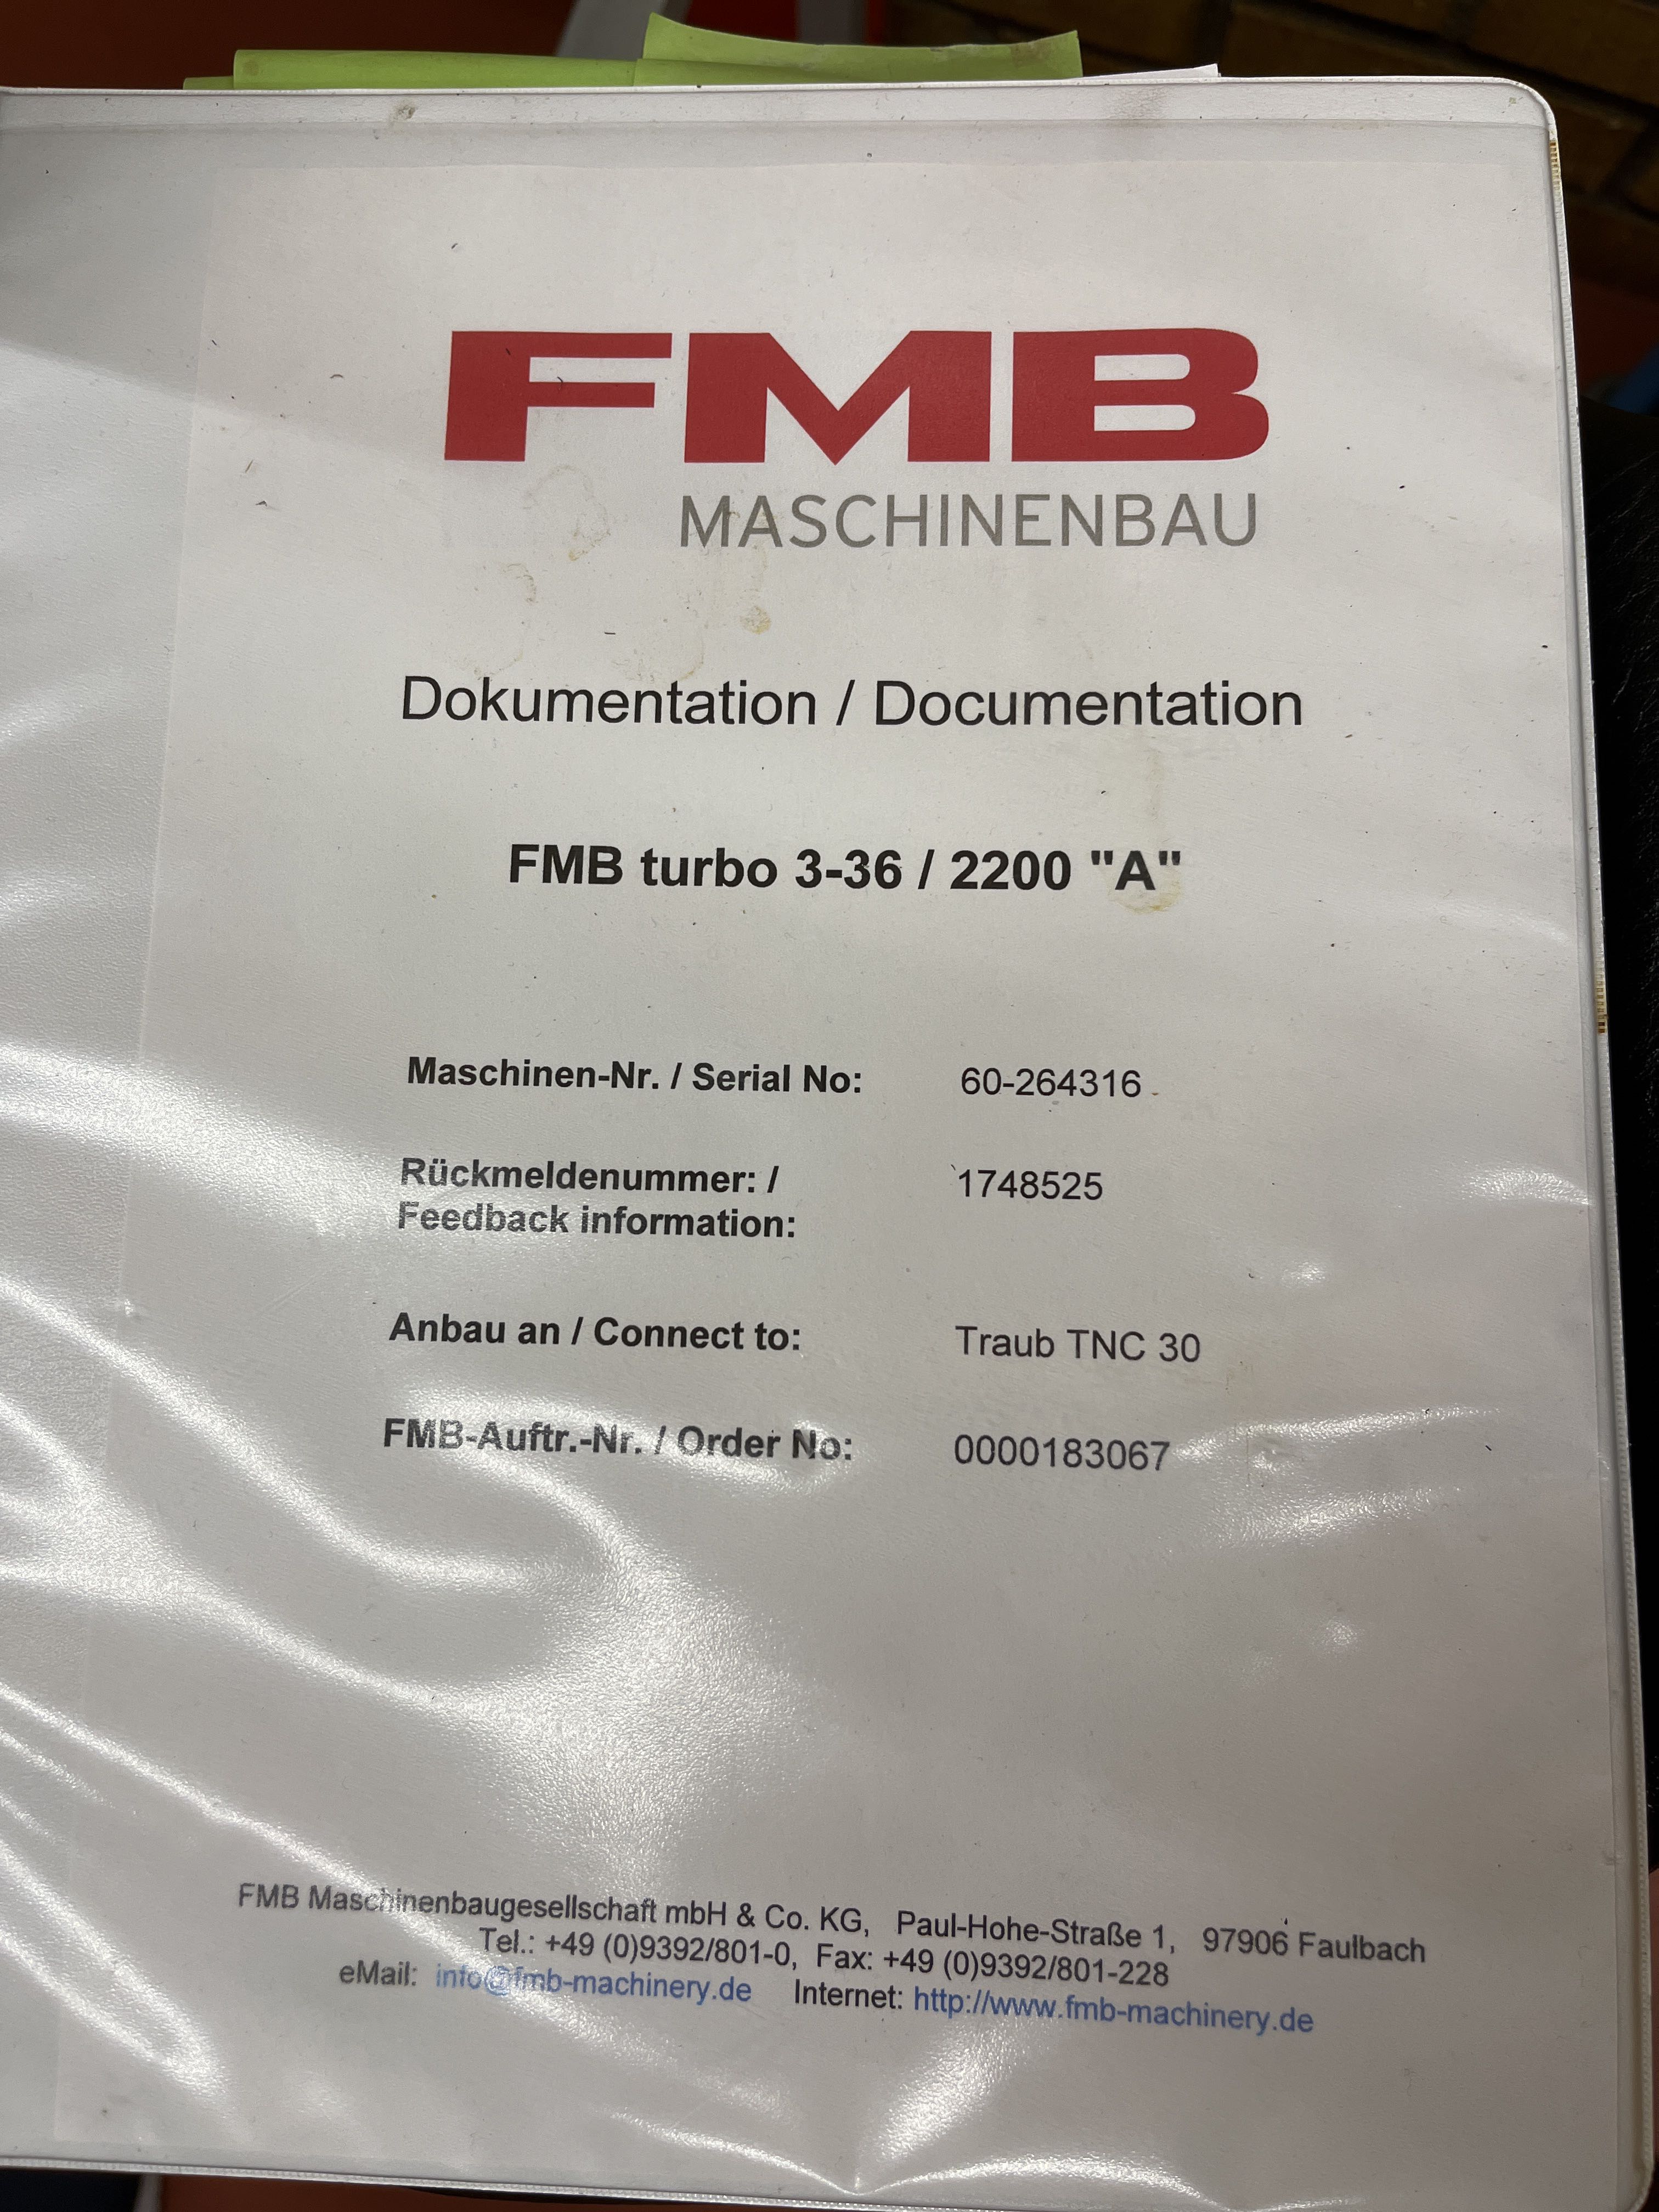 FMB
MASCHINENBAU
Dokumentation / Documentation
FMB turbo 3-36 / 2200 "A"
Maschinen-Nr. / Serial No: 60-264316
Rückmeldenummer: / 1748525
Feedback information:
Anbau an / Connect to: Traub TNC 30
FMB-Auftr.-Nr. / Order No: 0000183067
FMB Maschinenbaugesellschaft mbH & Co. KG, Paul-Hohe-Straße 1, 97906 Faulbach
Tel.: +49 (0)9392/801-0, Fax: +49 (0)9392/801-228
eMail: info@fmb-machinery.de Internet: http://www.fmb-machinery.de